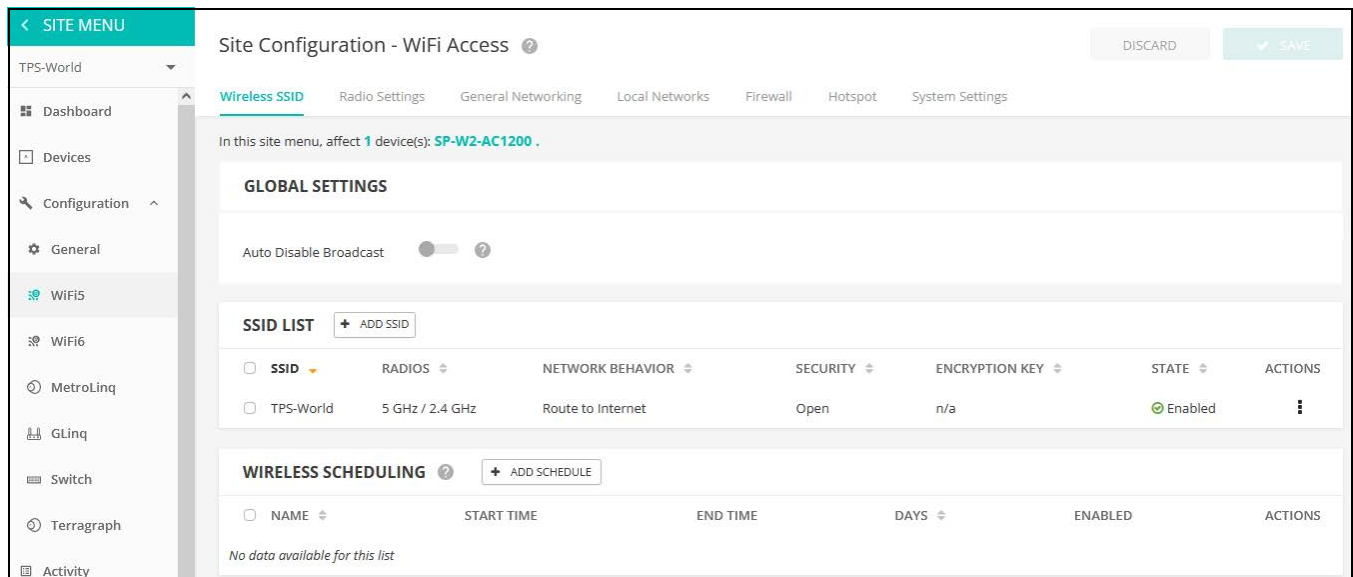 SITE MENU
TPS-World
Dashboard
Devices
Configuration
General
WiFi5
WiFi6
MetroLinq
GLinq
Switch
Terragraph
Activity
Site Configuration - WiFi Access ?
DISCARD SAVE
Wireless SSID Radio Settings General Networking Local Networks Firewall Hotspot System Settings
In this site menu, affect 1 device(s): SP-W2-AC1200 .
GLOBAL SETTINGS
Auto Disable Broadcast ?
SSID LIST + ADD SSID
SSID RADIOS NETWORK BEHAVIOR SECURITY ENCRYPTION KEY STATE ACTIONS
TPS-World 5 GHz / 2.4 GHz Route to Internet Open n/a Enabled
WIRELESS SCHEDULING ? + ADD SCHEDULE
NAME START TIME END TIME DAYS ENABLED ACTIONS
No data available for this list